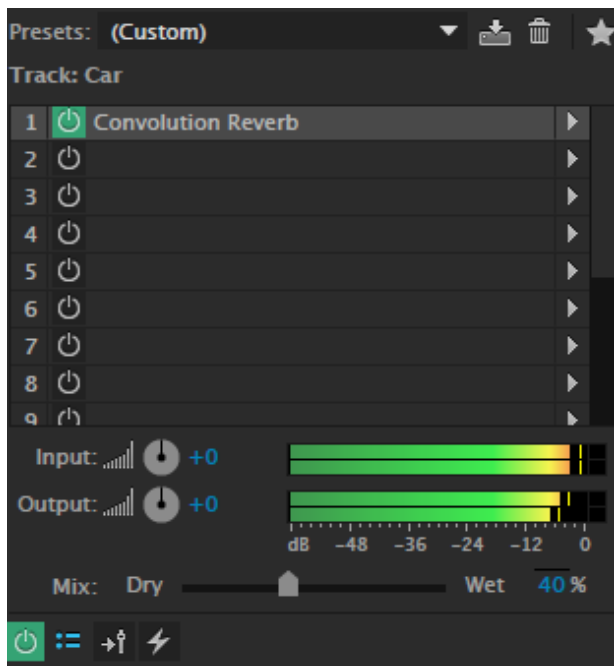 Presets: (Custom)
Track: Car
1 Convolution Reverb
2
3
4
5
6
7
8
9
Input: +0
Output: +0
dB -48 -36 -24 -12 0
Mix: Dry Wet 40 %